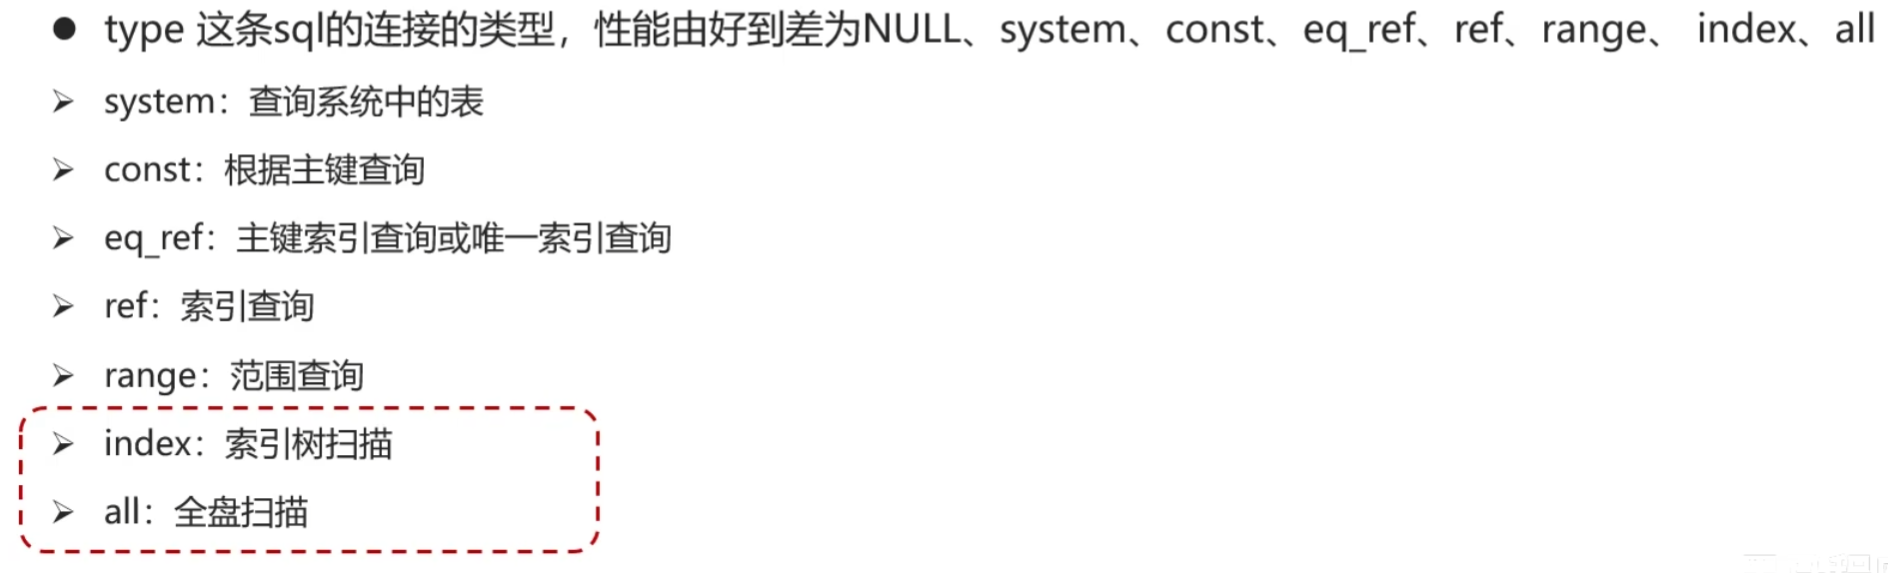 ● type 这条sql的连接的类型，性能由好到差为NULL、system、const、eq_ref、ref、range、 index、all
➢ system：查询系统中的表
➢ const：根据主键查询
➢ eq_ref：主键索引查询或唯一索引查询
➢ ref：索引查询
➢ range：范围查询
➢ index：索引树扫描
➢ all：全盘扫描